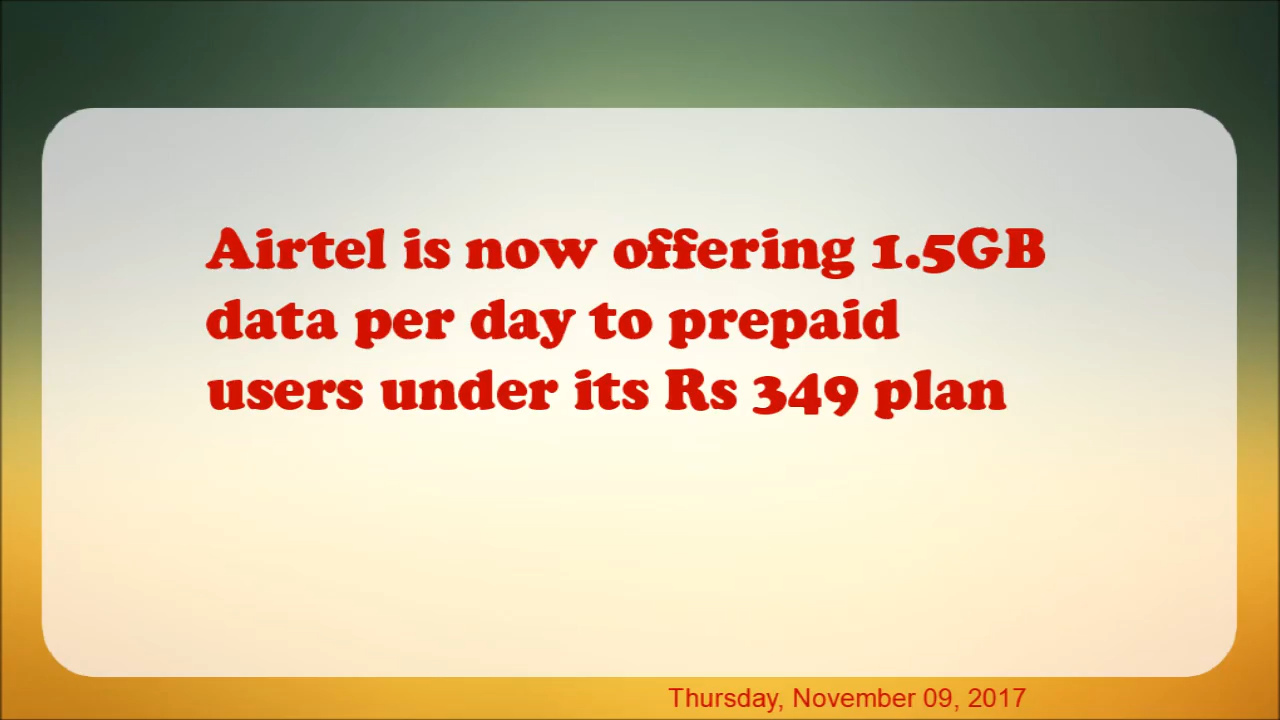 Airtel is now offering 1.5GB
data per day to prepaid
users under its Rs 349 plan
Thursday, November 09, 2017